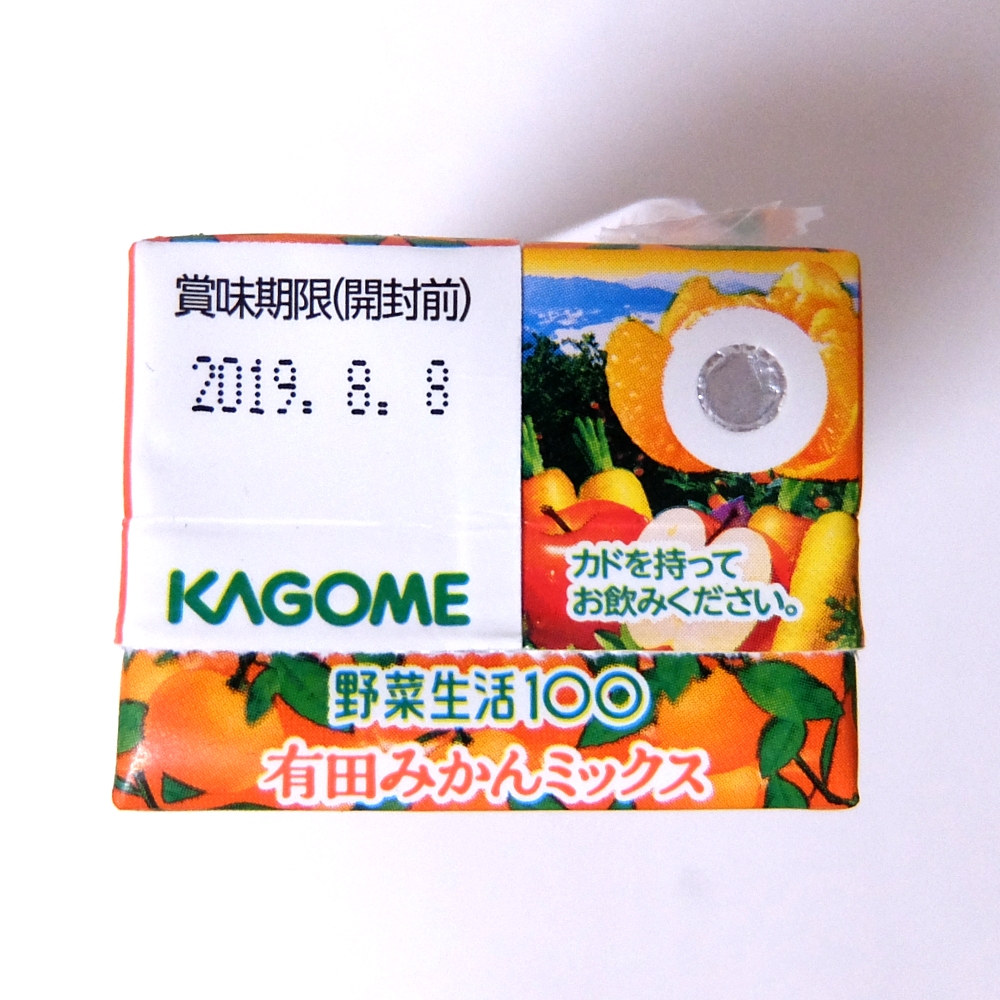 賞味期限(開封前)
2019. 8. 8
KAGOME
カドを持って
お飲みください。
野菜生活100
有田みかんミックス